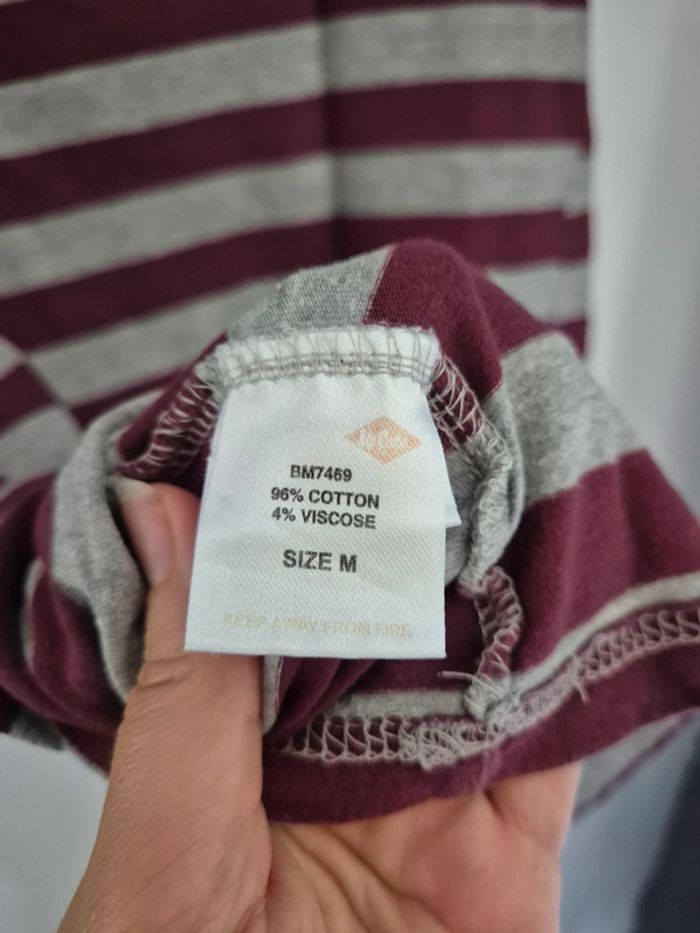 BM7469
96% COTTON
4% VISCOSE
SIZE M
KEEP AWAY FROM FIRE